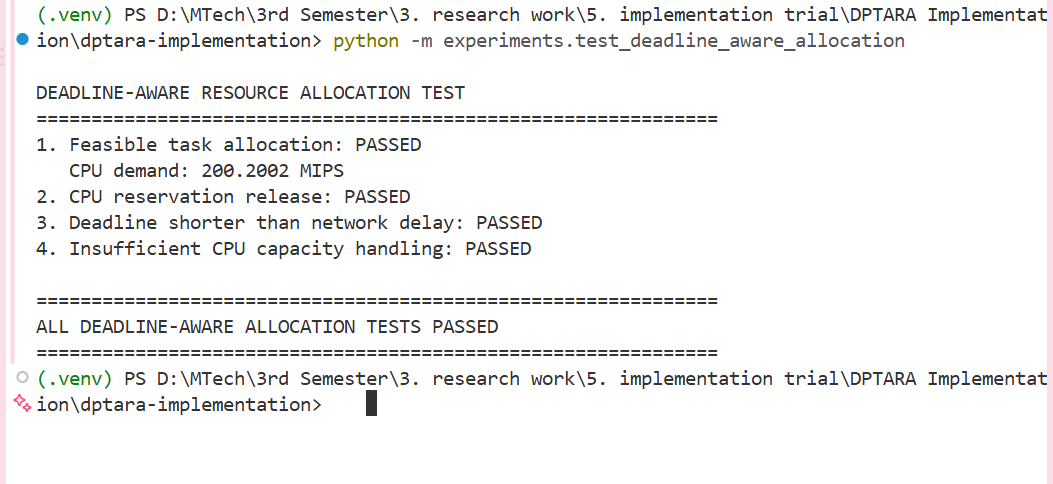 (.venv) PS D:\MTech\3rd Semester\3. research work\5. implementation trial\DPTARA Implementat
ion\dptara-implementation> python -m experiments.test_deadline_aware_allocation
DEADLINE-AWARE RESOURCE ALLOCATION TEST
==============================================================
1. Feasible task allocation: PASSED
   CPU demand: 200.2002 MIPS
2. CPU reservation release: PASSED
3. Deadline shorter than network delay: PASSED
4. Insufficient CPU capacity handling: PASSED
==============================================================
ALL DEADLINE-AWARE ALLOCATION TESTS PASSED
==============================================================
(.venv) PS D:\MTech\3rd Semester\3. research work\5. implementation trial\DPTARA Implementat
ion\dptara-implementation>